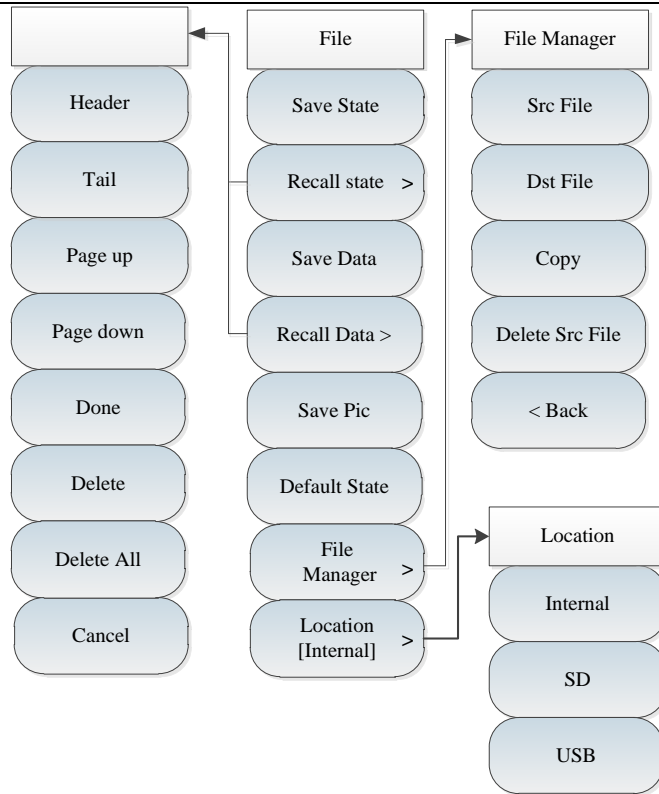 Header
Tail
Page up
Page down
Done
Delete
Delete All
Cancel
File
Save State
Recall state >
Save Data
Recall Data >
Save Pic
Default State
File
Manager >
Location
[Internal] >
File Manager
Src File
Dst File
Copy
Delete Src File
< Back
Location
Internal
SD
USB